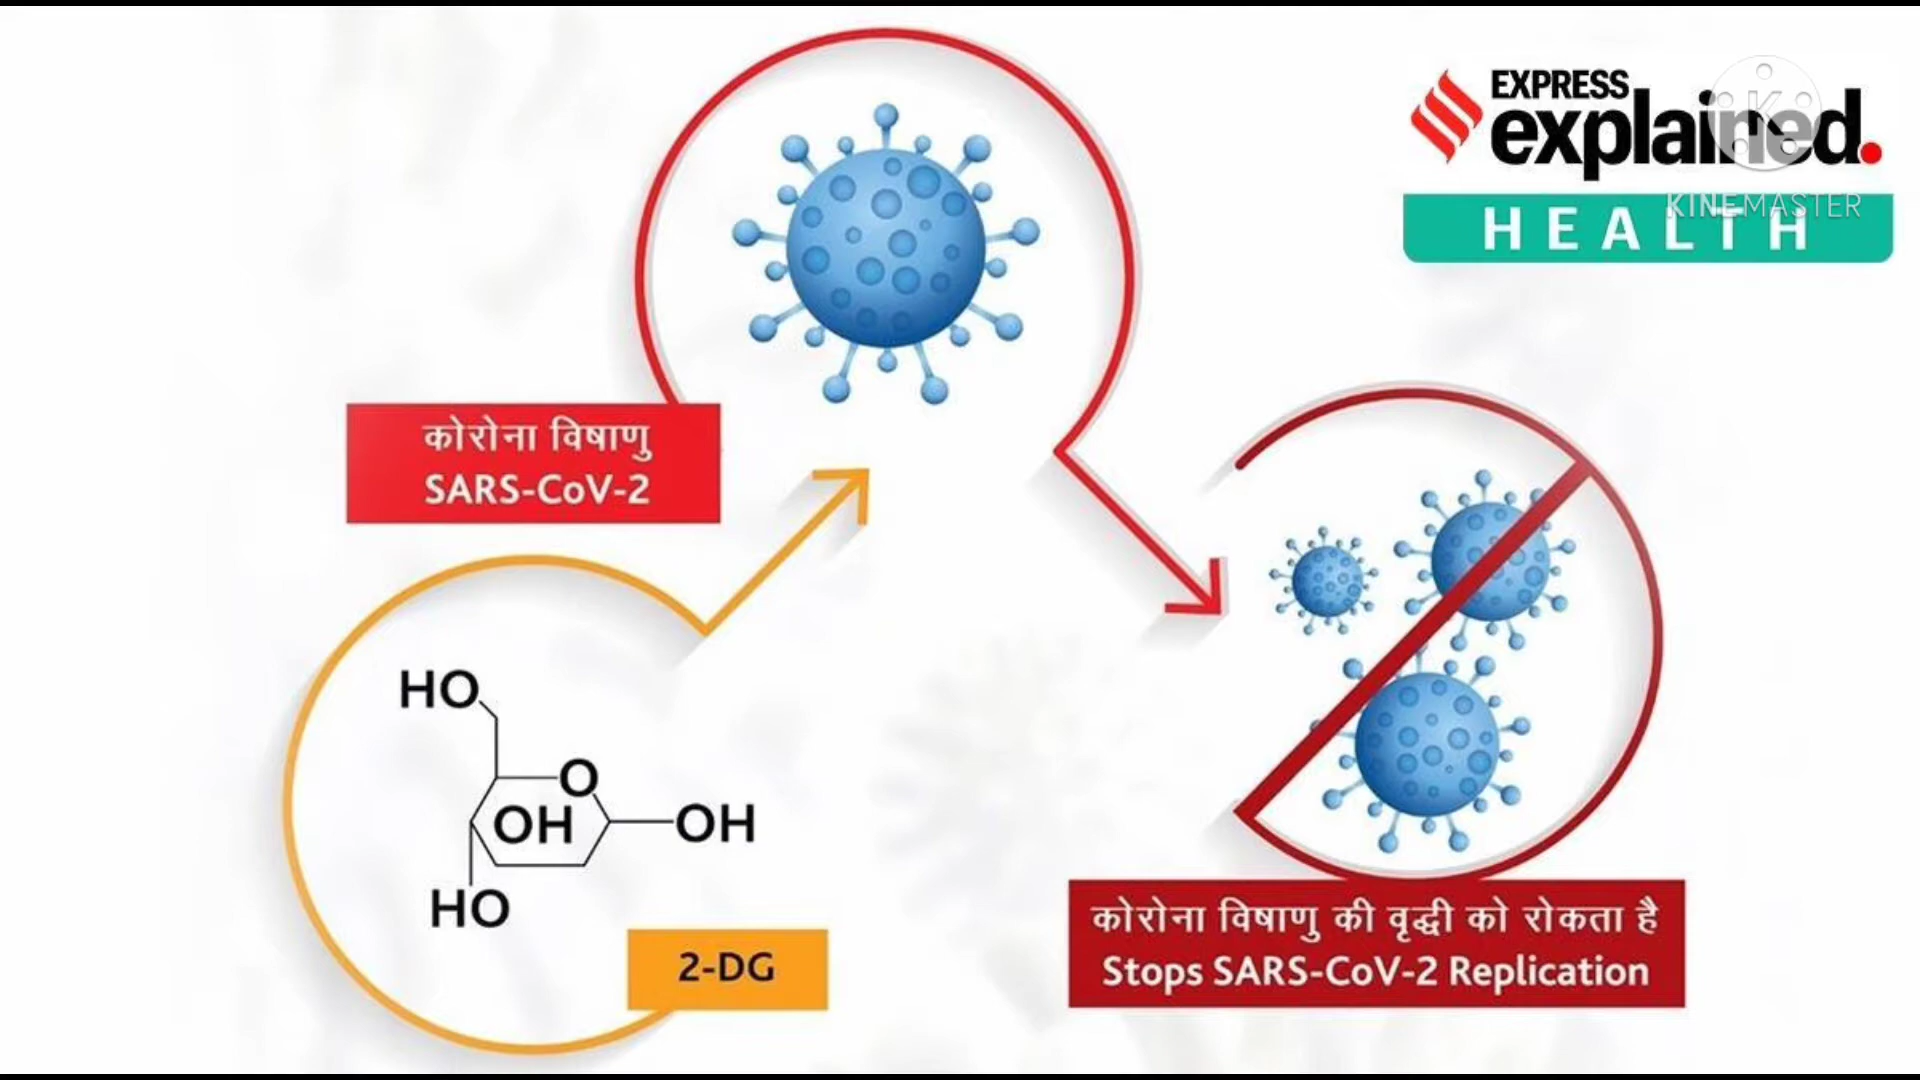 EXPRESS
explained.
KINEMASTER
HEALTH
कोरोना विषाणु
SARS-CoV-2
HO
O
OH
OH
HO
2-DG
कोरोना विषाणु की वृद्धी को रोकता है
Stops SARS-CoV-2 Replication